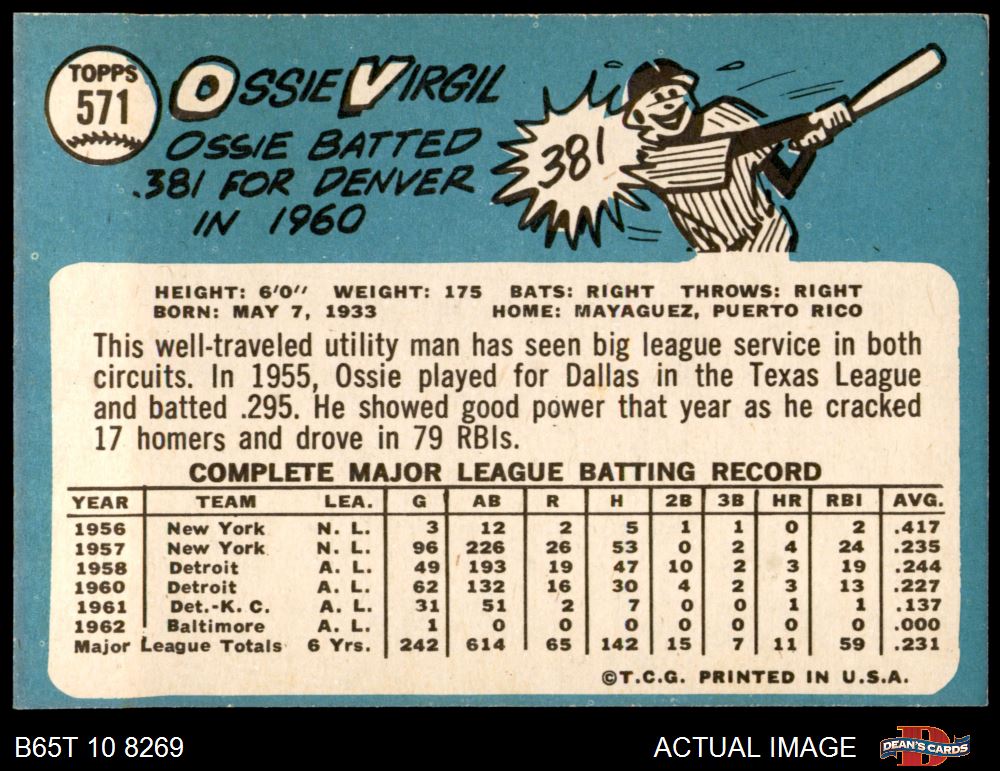 TOPPS
571
OSSIE VIRGIL
OSSIE BATTED
.381 FOR DENVER
IN 1960
381
HEIGHT: 6'0" WEIGHT: 175 BATS: RIGHT THROWS: RIGHT
BORN: MAY 7, 1933 HOME: MAYAGUEZ, PUERTO RICO
This well-traveled utility man has seen big league service in both
circuits. In 1955, Ossie played for Dallas in the Texas League
and batted .295. He showed good power that year as he cracked
17 homers and drove in 79 RBIs.
COMPLETE MAJOR LEAGUE BATTING RECORD
YEAR TEAM LEA. G AB R H 2B 3B HR RBI AVG.
1956 New York N. L. 3 12 2 5 1 1 0 2 .417
1957 New York N. L. 96 226 26 53 0 2 4 24 .235
1958 Detroit A. L. 49 193 19 47 10 2 3 19 .244
1960 Detroit A. L. 62 132 16 30 4 2 3 13 .227
1961 Det.-K. C. A. L. 31 51 2 7 0 0 1 1 .137
1962 Baltimore A. L. 1 0 0 0 0 0 0 0 .000
Major League Totals 6 Yrs. 242 614 65 142 15 7 11 59 .231
©T.C.G. PRINTED IN U.S.A.
B65T 10 8269 ACTUAL IMAGE DEAN'S CARDS